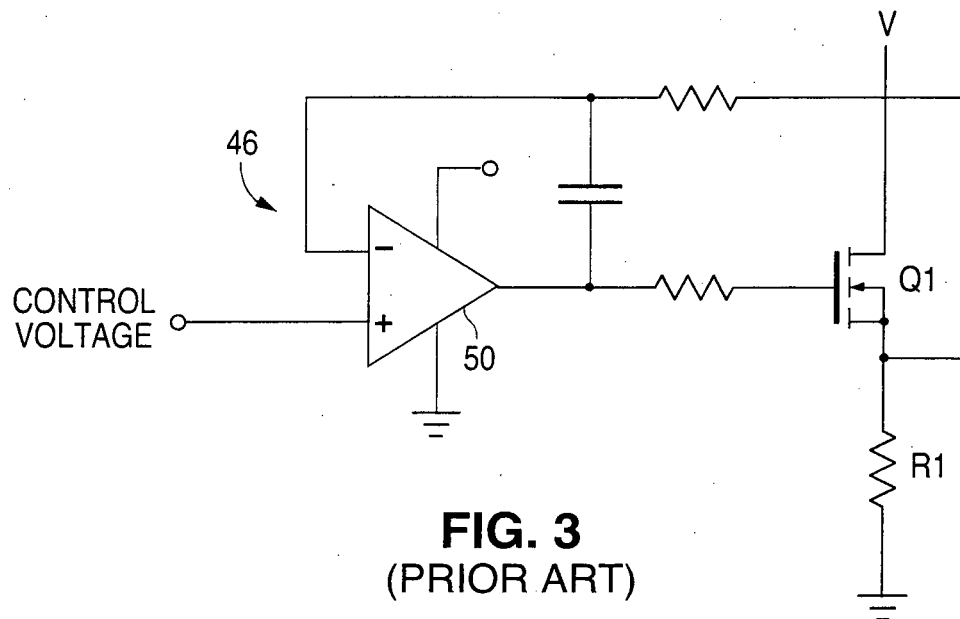 V
46
−
Q1
CONTROL
VOLTAGE
+
50
R1
FIG. 3
(PRIOR ART)